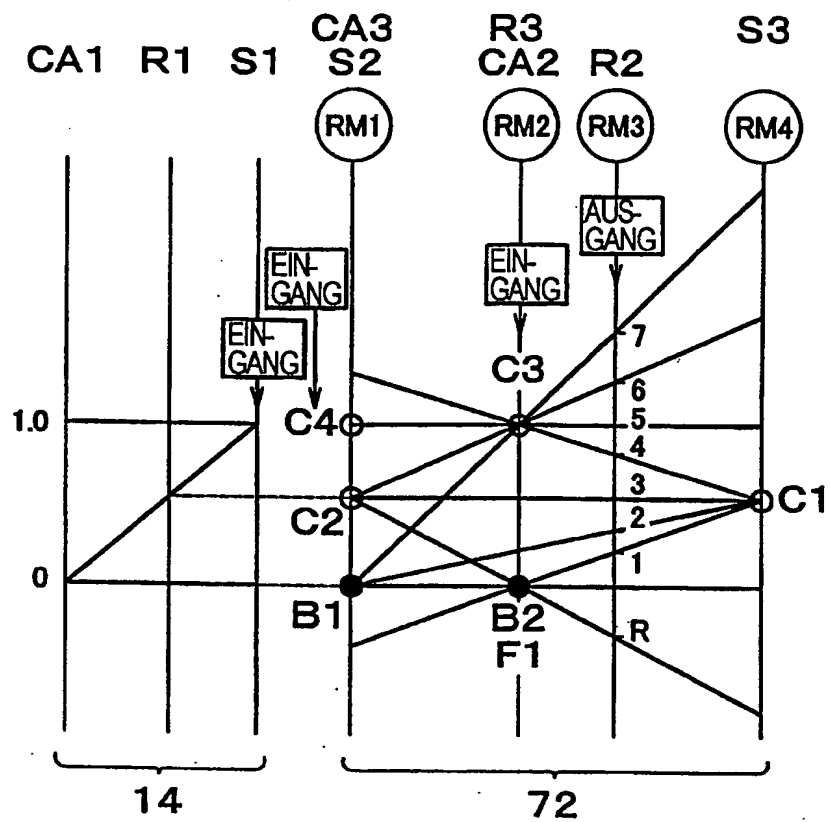 CA3 R3 S3
CA1 R1 S1 S2 CA2 R2
RM1 RM2 RM3 RM4
AUS-
GANG
EIN-
GANG
EIN-
GANG
EIN-
GANG
7
C3
6
1.0
C4
5
4
3
C1
C2
2
0
1
B1
B2
R
F1
14
72